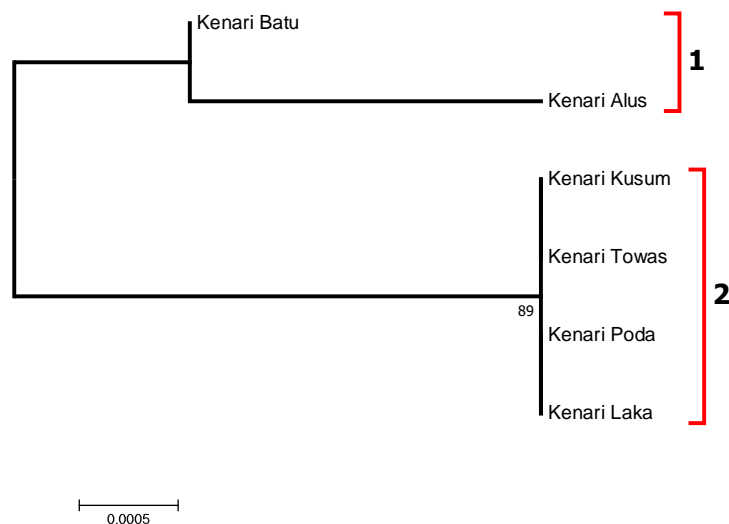 Kenari Batu
1
Kenari Alus
Kenari Kusum
Kenari Towas
2
89
Kenari Poda
Kenari Laka
0.0005